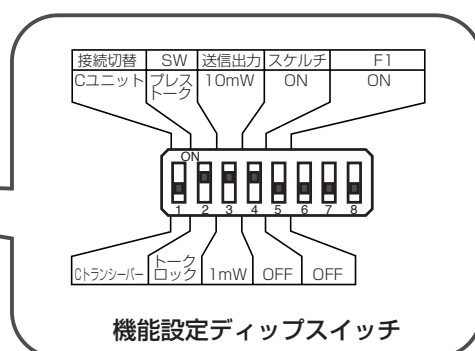 接続切替 SW 送信出力 スケルチ F1
Cユニット プレス 10mW ON ON
トーク
ON
1 2 3 4 5 6 7 8
Cトランシーバー トーク 1mW OFF OFF
ロック
機能設定ディップスイッチ